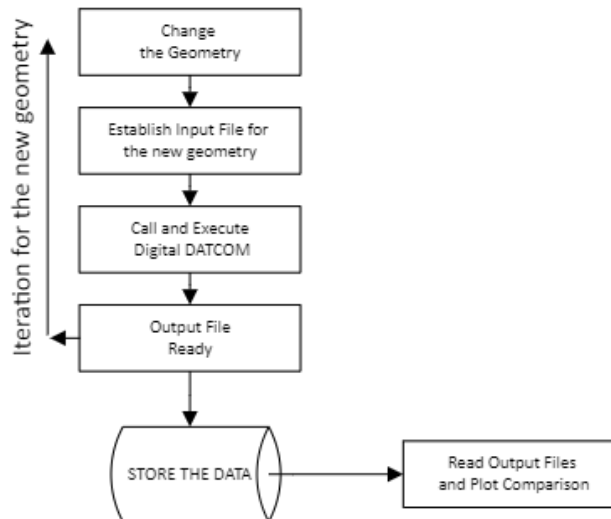 Iteration for the new geometry
Change
the Geometry
Establish Input File for
the new geometry
Call and Execute
Digital DATCOM
Output File
Ready
STORE THE DATA
Read Output Files
and Plot Comparison